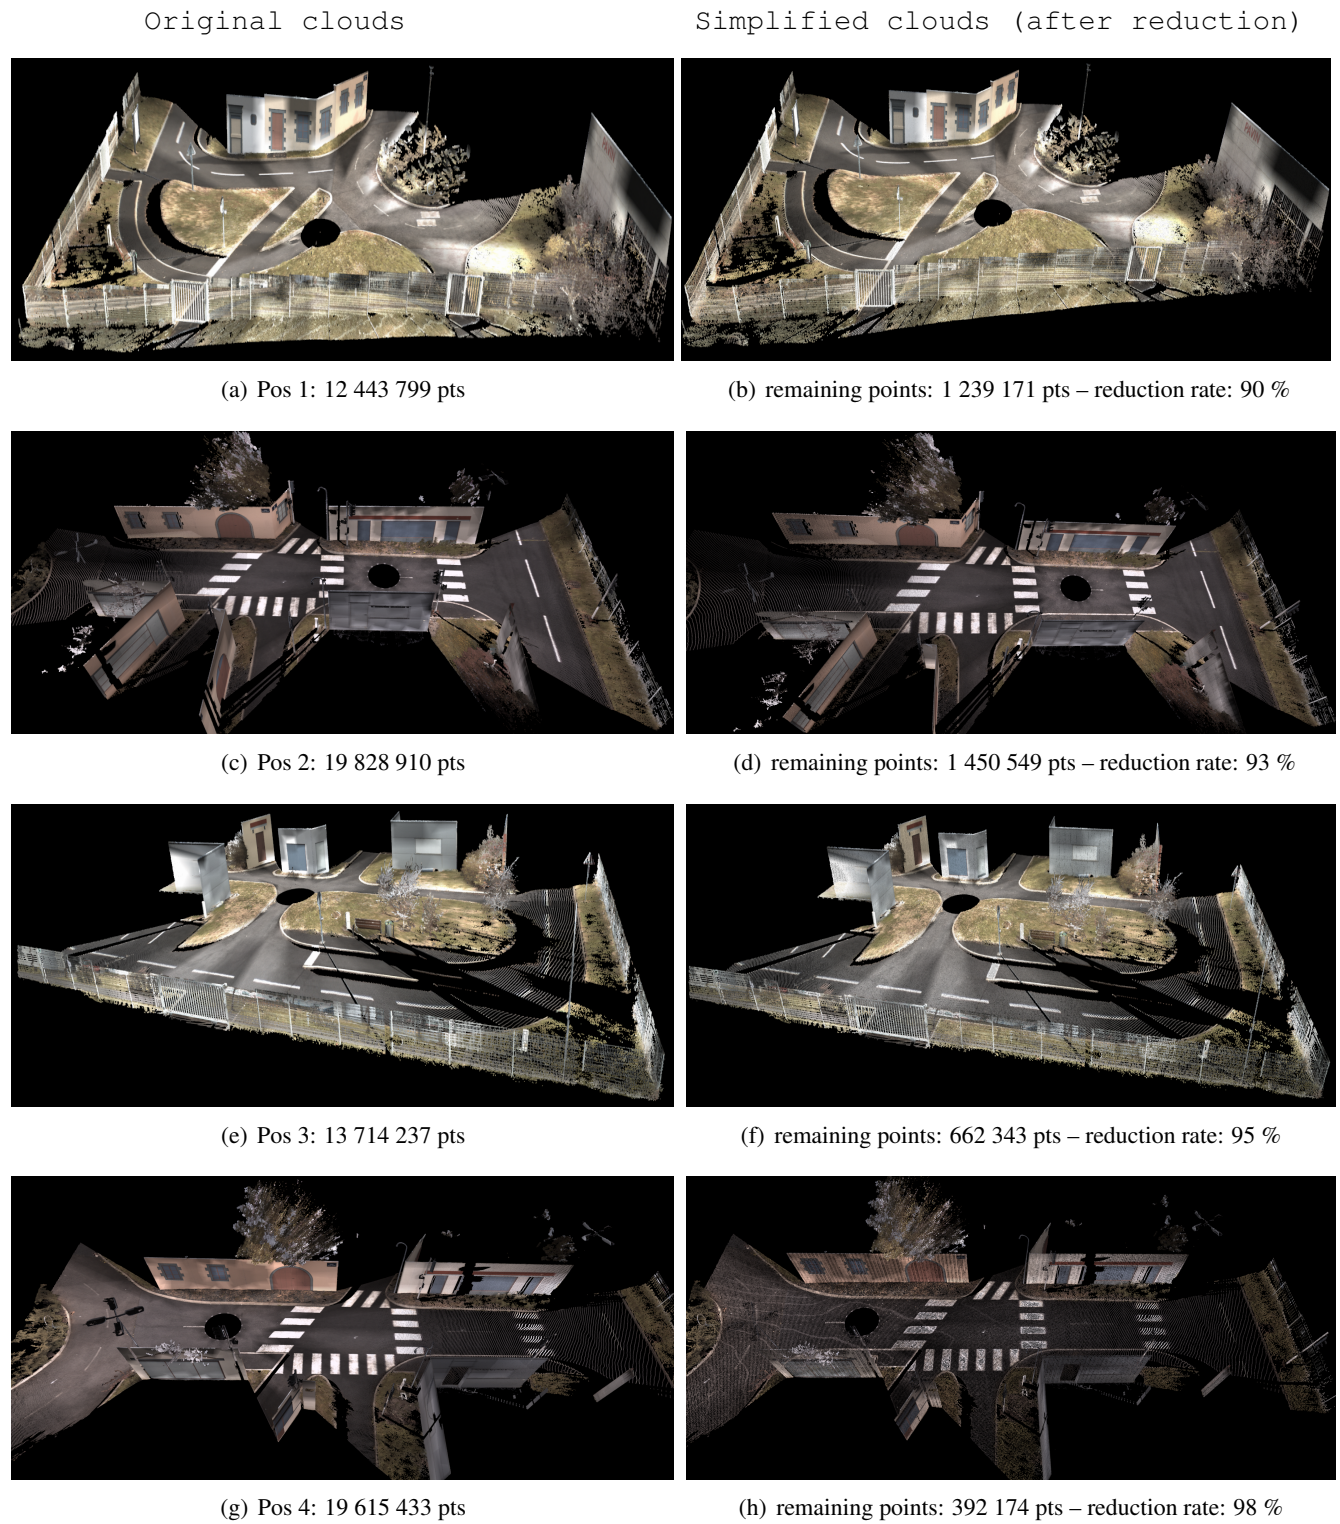 Original clouds
Simplified clouds (after reduction)
(a) Pos 1: 12 443 799 pts
(b) remaining points: 1 239 171 pts – reduction rate: 90 %
(c) Pos 2: 19 828 910 pts
(d) remaining points: 1 450 549 pts – reduction rate: 93 %
(e) Pos 3: 13 714 237 pts
(f) remaining points: 662 343 pts – reduction rate: 95 %
(g) Pos 4: 19 615 433 pts
(h) remaining points: 392 174 pts – reduction rate: 98 %